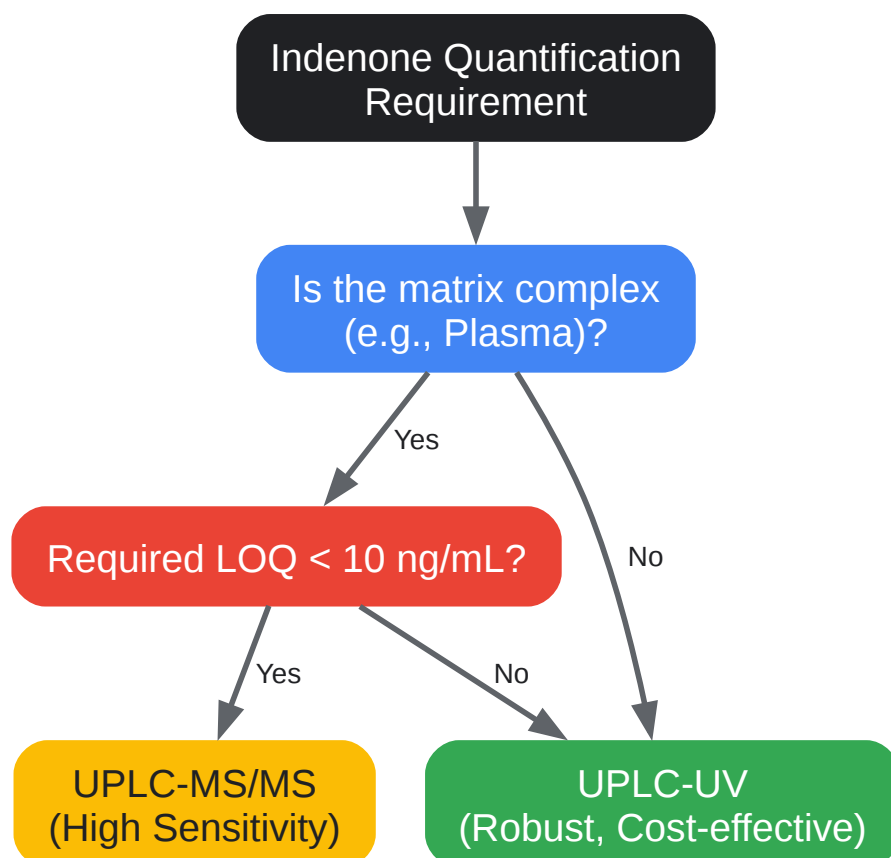 Indenone Quantification
Requirement
Is the matrix complex
(e.g., Plasma)?
Yes
Required LOQ < 10 ng/mL?
No
Yes
No
UPLC-MS/MS
(High Sensitivity)
UPLC-UV
(Robust, Cost-effective)